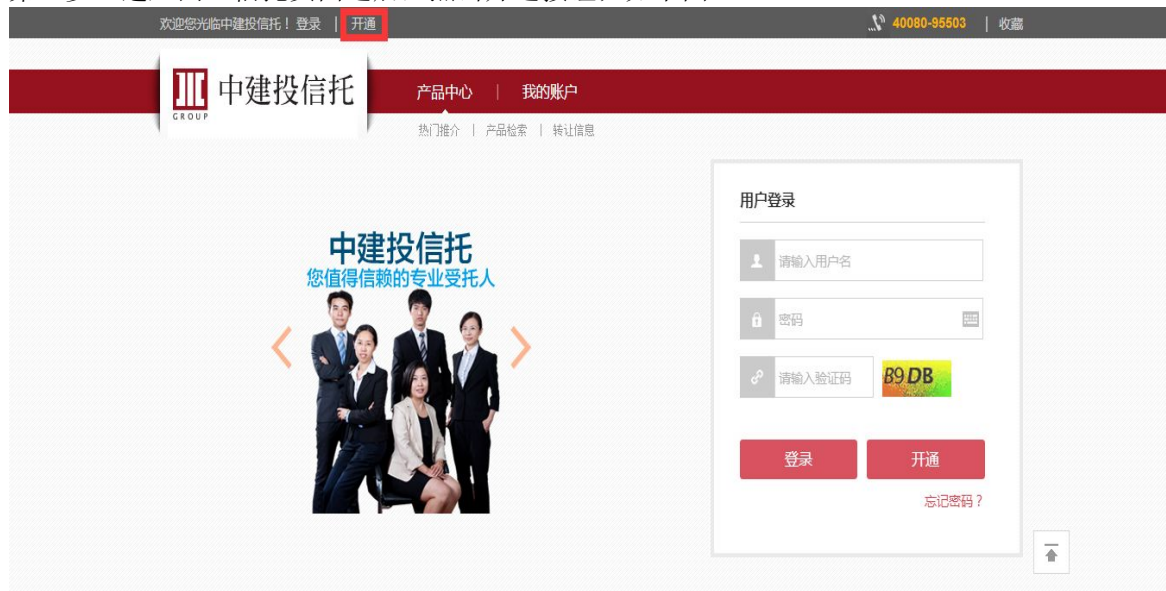 欢迎您光临中建投信托！ 登录 | 开通
40080-95503 | 收藏
GROUP
中建投信托
产品中心 | 我的账户
热门推介 | 产品检索 | 转让信息
中建投信托
您值得信赖的专业受托人
用户登录
请输入用户名
密码
请输入验证码
B9DB
登录 开通
忘记密码？